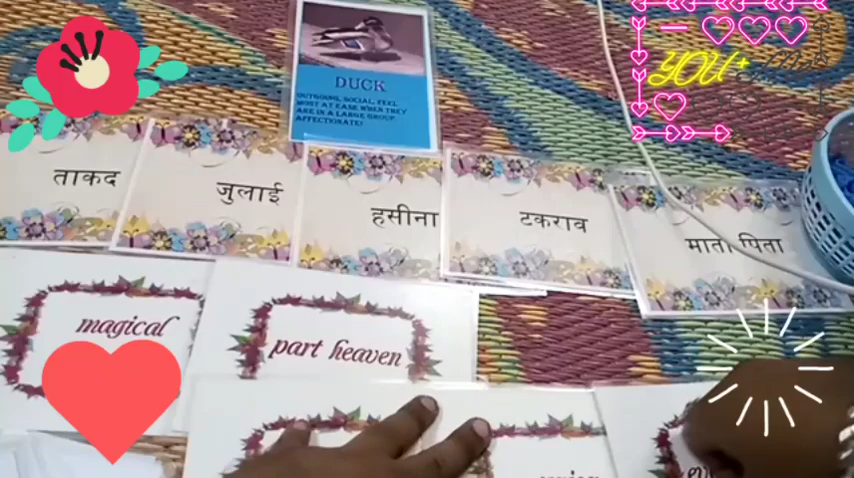 DUCK
OUTGOING, SOCIAL, FEEL
MOST AT EASE WHEN THEY
ARE IN A LARGE GROUP.
AFFECTIONATE!
YOU+
ताकद
जुलाई
हसीना
टकराव
माता पिता
magical
part heaven